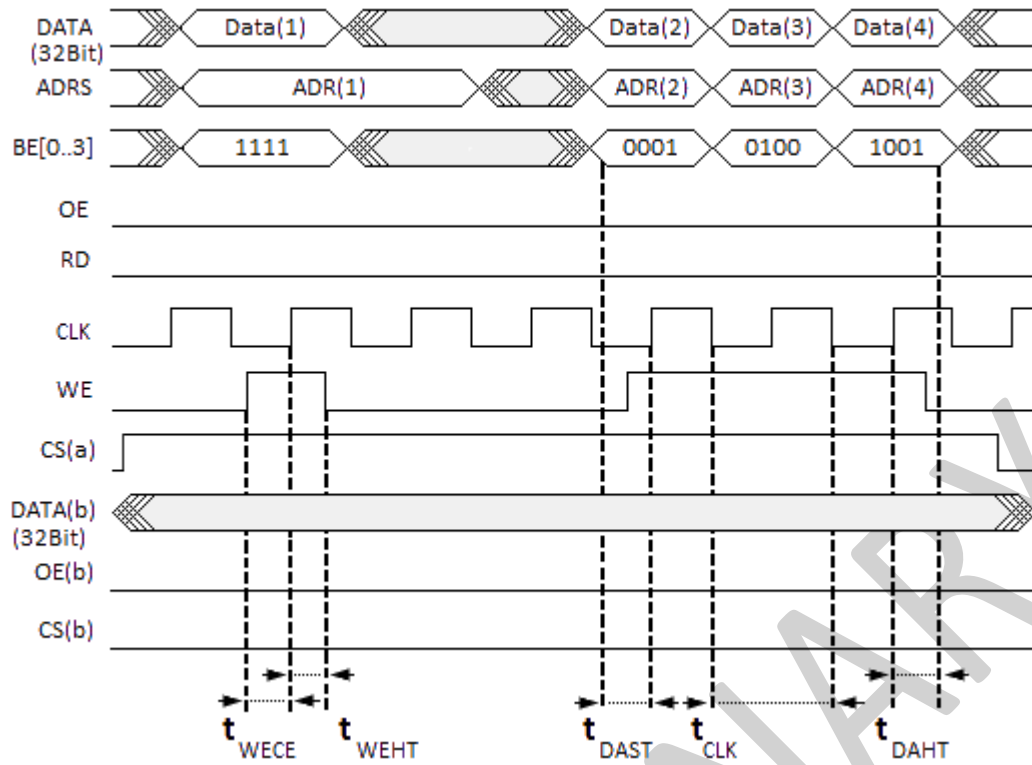 DATA Data(1) Data(2) Data(3) Data(4)
(32Bit)
ADRS ADR(1) ADR(2) ADR(3) ADR(4)
BE[0..3] 1111 0001 0100 1001
OE
RD
CLK
WE
CS(a)
DATA(b)
(32Bit)
OE(b)
CS(b)
tWECE tWEHT tDAST tCLK tDAHT
NARY